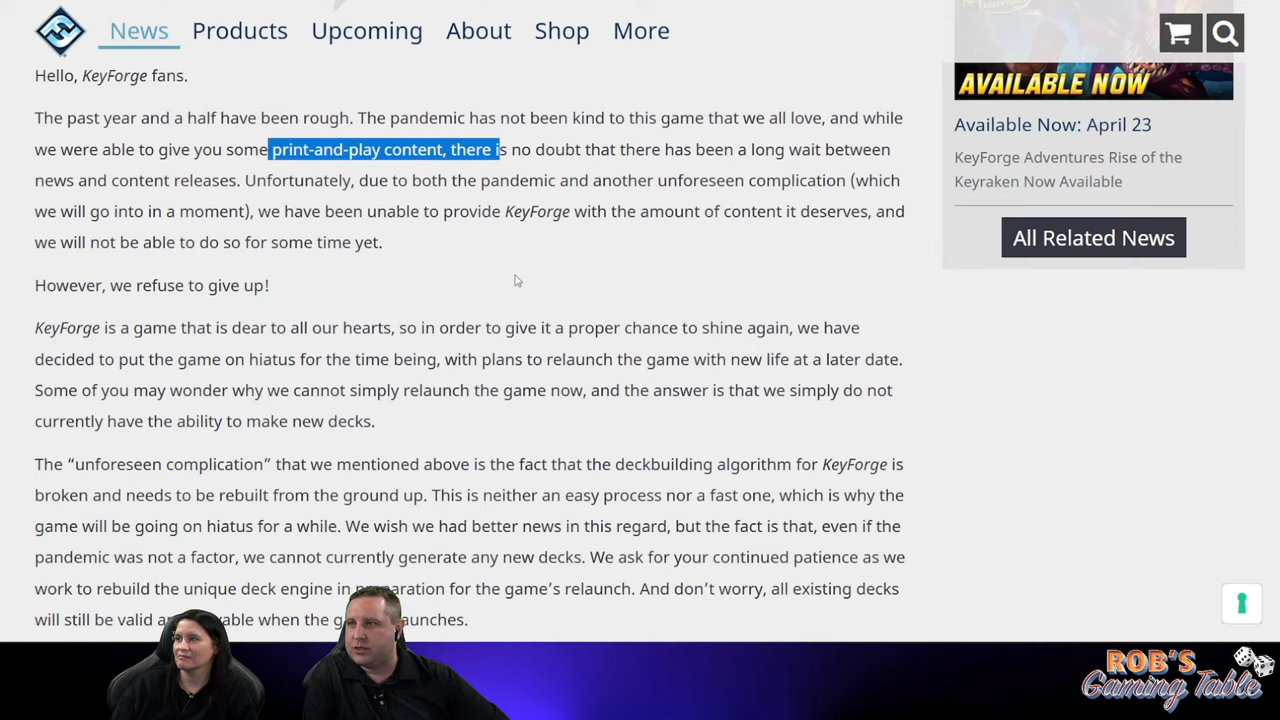 News Products Upcoming About Shop More
Hello, KeyForge fans.
The past year and a half have been rough. The pandemic has not been kind to this game that we all love, and while
we were able to give you some print-and-play content, there is no doubt that there has been a long wait between
news and content releases. Unfortunately, due to both the pandemic and another unforeseen complication (which
we will go into in a moment), we have been unable to provide KeyForge with the amount of content it deserves, and
we will not be able to do so for some time yet.
However, we refuse to give up!
KeyForge is a game that is dear to all our hearts, so in order to give it a proper chance to shine again, we have
decided to put the game on hiatus for the time being, with plans to relaunch the game with new life at a later date.
Some of you may wonder why we cannot simply relaunch the game now, and the answer is that we simply do not
currently have the ability to make new decks.
The “unforeseen complication” that we mentioned above is the fact that the deckbuilding algorithm for KeyForge is
broken and needs to be rebuilt from the ground up. This is neither an easy process nor a fast one, which is why the
game will be going on hiatus for a while. We wish we had better news in this regard, but the fact is that, even if the
pandemic was not a factor, we cannot currently generate any new decks. We ask for your continued patience as we
work to rebuild the unique deck engine in preparation for the game’s relaunch. And don’t worry, all existing decks
will still be valid when the
AVAILABLE NOW
Available Now: April 23
KeyForge Adventures Rise of the
Keyraken Now Available
All Related News
ROB'S
Gaming Table